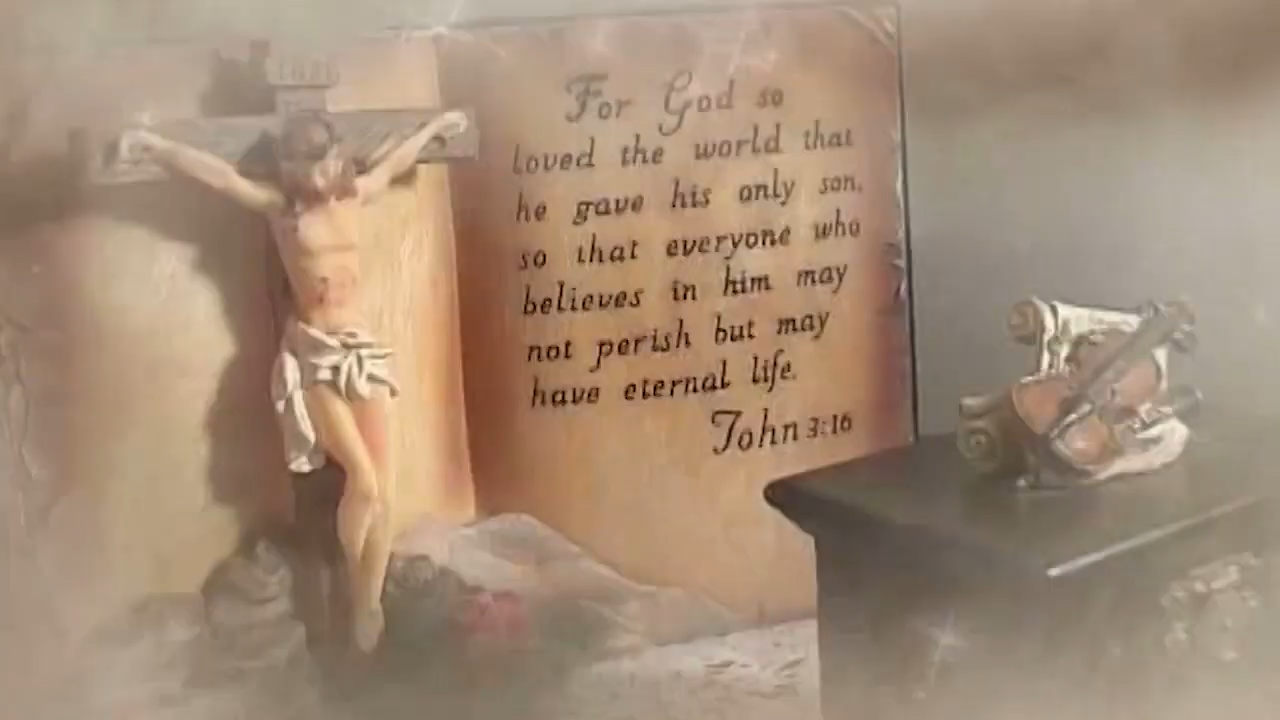 INRI
For God so
loved the world that
he gave his only son,
so that everyone who
believes in him may
not perish but may
have eternal life.
John 3:16